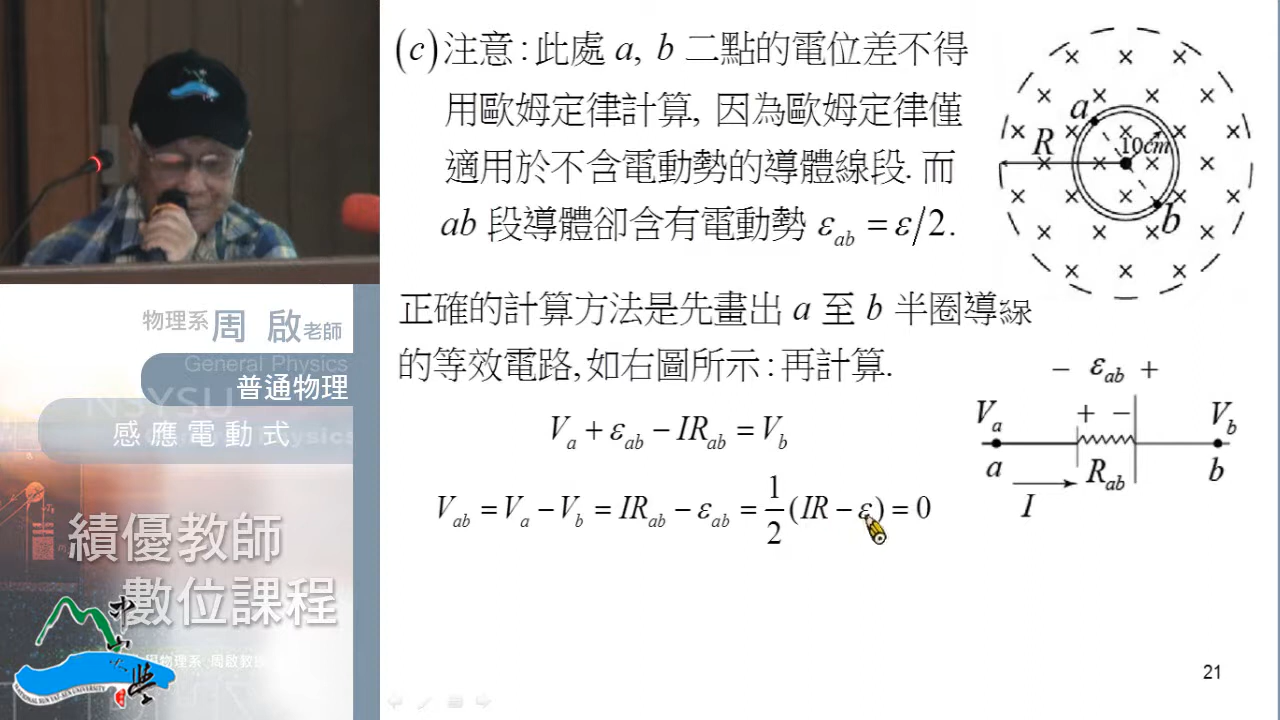 (c) 注意：此處 a, b 二點的電位差不得
用歐姆定律計算, 因為歐姆定律僅
適用於不含電動勢的導體線段. 而
ab 段導體卻含有電動勢 ε_ab = ε/2.
正確的計算方法是先畫出 a 至 b 半圈導線
的等效電路, 如右圖所示：再計算.
V_a + ε_ab − IR_ab = V_b
V_ab = V_a − V_b = IR_ab − ε_ab = 1/2 (IR − ε) = 0
a
R
10cm
b
− ε_ab +
V_a + − V_b
a R_ab b
I
21
物理系 周 啟 老師
General Physics
普通物理
NSYSU
感應電動式
績優教師
數位課程
NATIONAL SUN YAT-SEN UNIVERSITY